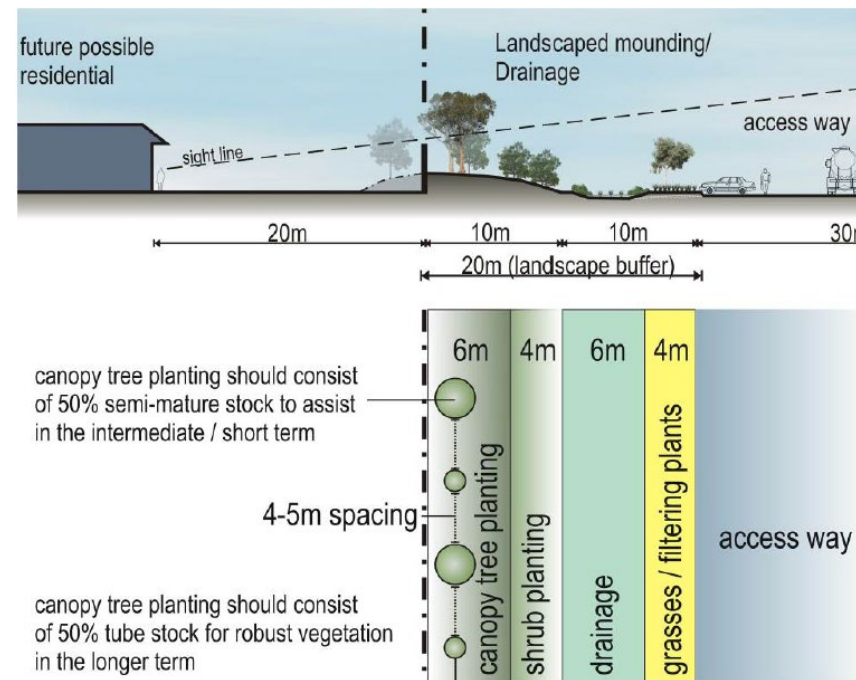 future possible
residential
Landscaped mounding/
Drainage
sight line
access way
20m
10m
10m
30m
20m (landscape buffer)
6m
4m
6m
4m
canopy tree planting should consist
of 50% semi-mature stock to assist
in the intermediate / short term
4-5m spacing
canopy tree planting should consist
of 50% tube stock for robust vegetation
in the longer term
canopy tree planting
shrub planting
drainage
grasses / filtering plants
access way